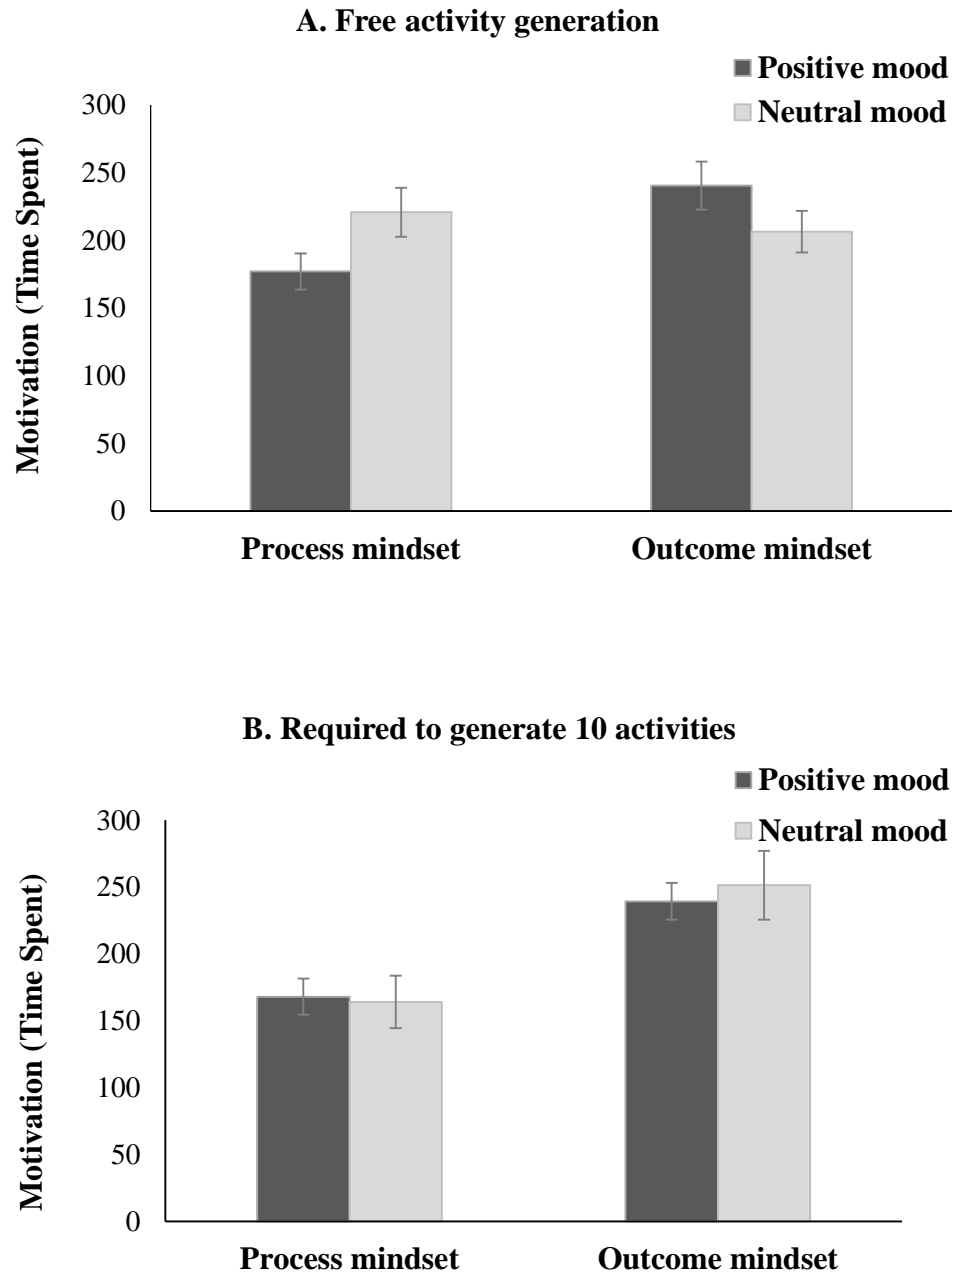 A. Free activity generation
Positive mood
Neutral mood
Motivation (Time Spent)
300
250
200
150
100
50
0
Process mindset
Outcome mindset
B. Required to generate 10 activities
Positive mood
Neutral mood
Motivation (Time Spent)
300
250
200
150
100
50
0
Process mindset
Outcome mindset